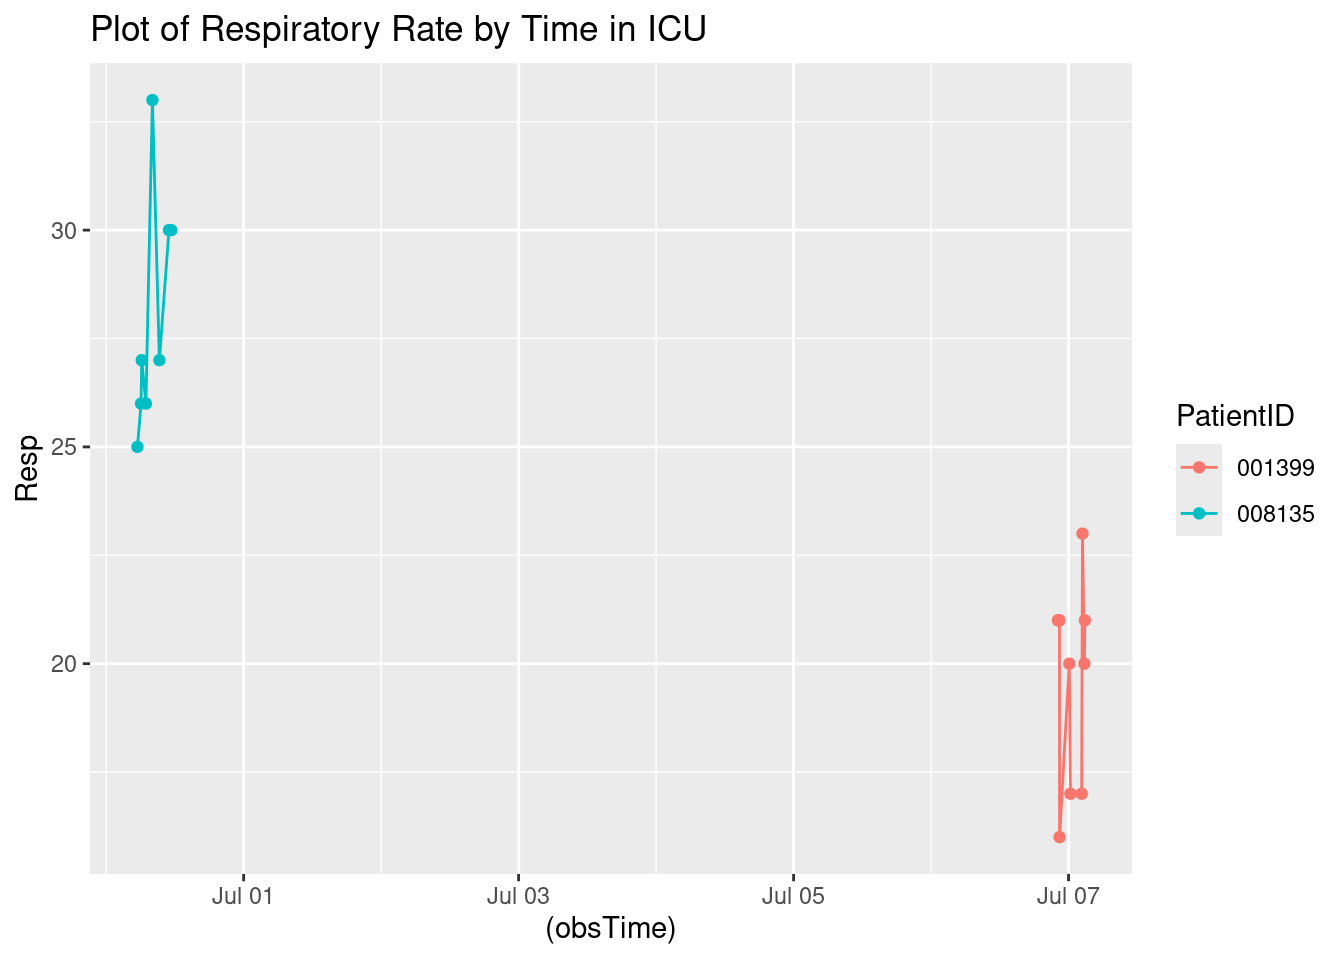 Plot of Respiratory Rate by Time in ICU
30
25
20
Resp
Jul 01
Jul 03
Jul 05
Jul 07
(obsTime)
PatientID
001399
008135